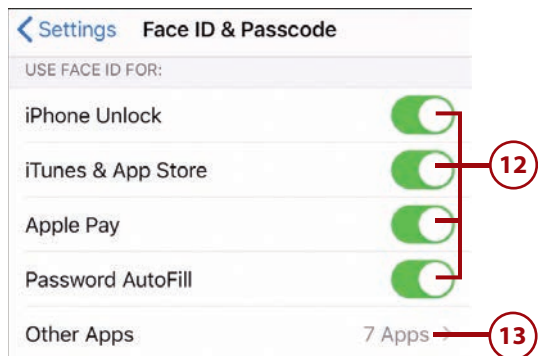 Settings Face ID & Passcode
USE FACE ID FOR:
iPhone Unlock
iTunes & App Store
12
Apple Pay
Password AutoFill
Other Apps 7 Apps
13